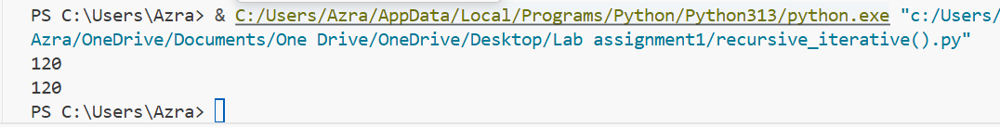 PS C:\Users\Azra> & C:/Users/Azra/AppData/Local/Programs/Python/Python313/python.exe "c:/Users/
Azra/OneDrive/Documents/One Drive/OneDrive/Desktop/Lab assignment1/recursive_iterative().py"
120
120
PS C:\Users\Azra>